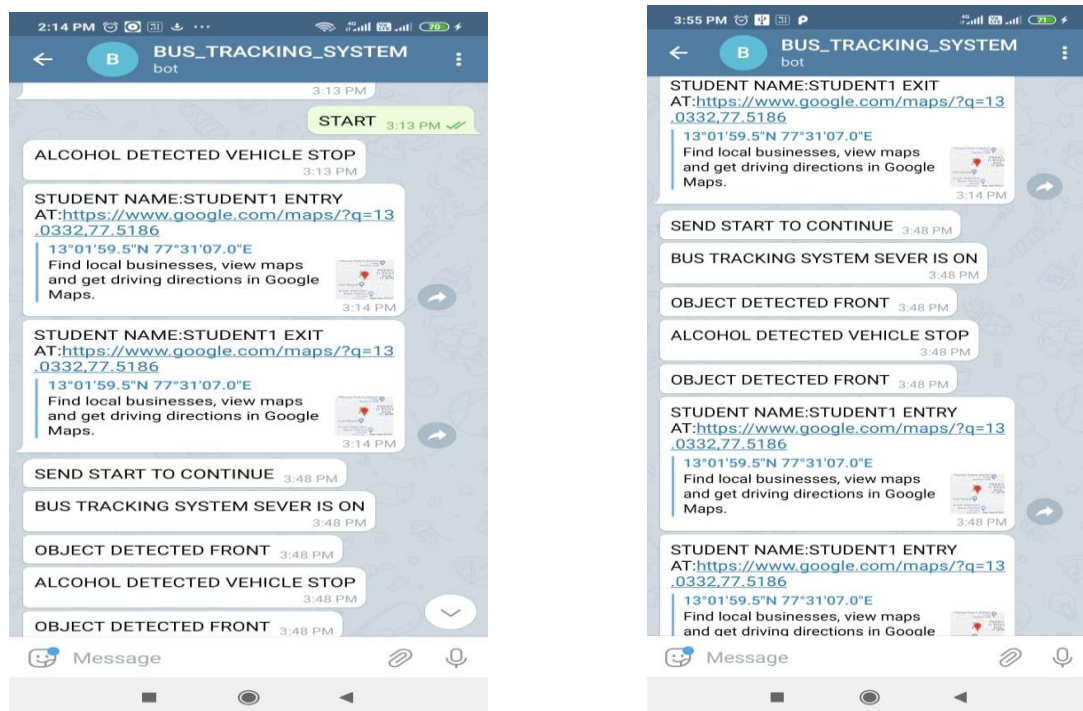 2:14 PM
70
B
BUS_TRACKING_SYSTEM
bot
3:13 PM
START 3:13 PM
ALCOHOL DETECTED VEHICLE STOP
3:13 PM
STUDENT NAME:STUDENT1 ENTRY
AT:https://www.google.com/maps/?q=13
.0332,77.5186
13°01'59.5"N 77°31'07.0"E
Find local businesses, view maps
and get driving directions in Google
Maps.
3:14 PM
STUDENT NAME:STUDENT1 EXIT
AT:https://www.google.com/maps/?q=13
.0332,77.5186
13°01'59.5"N 77°31'07.0"E
Find local businesses, view maps
and get driving directions in Google
Maps.
3:14 PM
SEND START TO CONTINUE 3:48 PM
BUS TRACKING SYSTEM SEVER IS ON
3:48 PM
OBJECT DETECTED FRONT 3:48 PM
ALCOHOL DETECTED VEHICLE STOP
3:48 PM
OBJECT DETECTED FRONT 3:48 PM
Message
3:55 PM
71
B
BUS_TRACKING_SYSTEM
bot
STUDENT NAME:STUDENT1 EXIT
AT:https://www.google.com/maps/?q=13
.0332,77.5186
13°01'59.5"N 77°31'07.0"E
Find local businesses, view maps
and get driving directions in Google
Maps.
3:14 PM
SEND START TO CONTINUE 3:48 PM
BUS TRACKING SYSTEM SEVER IS ON
3:48 PM
OBJECT DETECTED FRONT 3:48 PM
ALCOHOL DETECTED VEHICLE STOP
3:48 PM
OBJECT DETECTED FRONT 3:48 PM
STUDENT NAME:STUDENT1 ENTRY
AT:https://www.google.com/maps/?q=13
.0332,77.5186
13°01'59.5"N 77°31'07.0"E
Find local businesses, view maps
and get driving directions in Google
Maps.
3:48 PM
STUDENT NAME:STUDENT1 ENTRY
AT:https://www.google.com/maps/?q=13
.0332,77.5186
13°01'59.5"N 77°31'07.0"E
Find local businesses, view maps
and get driving directions in Google
Message